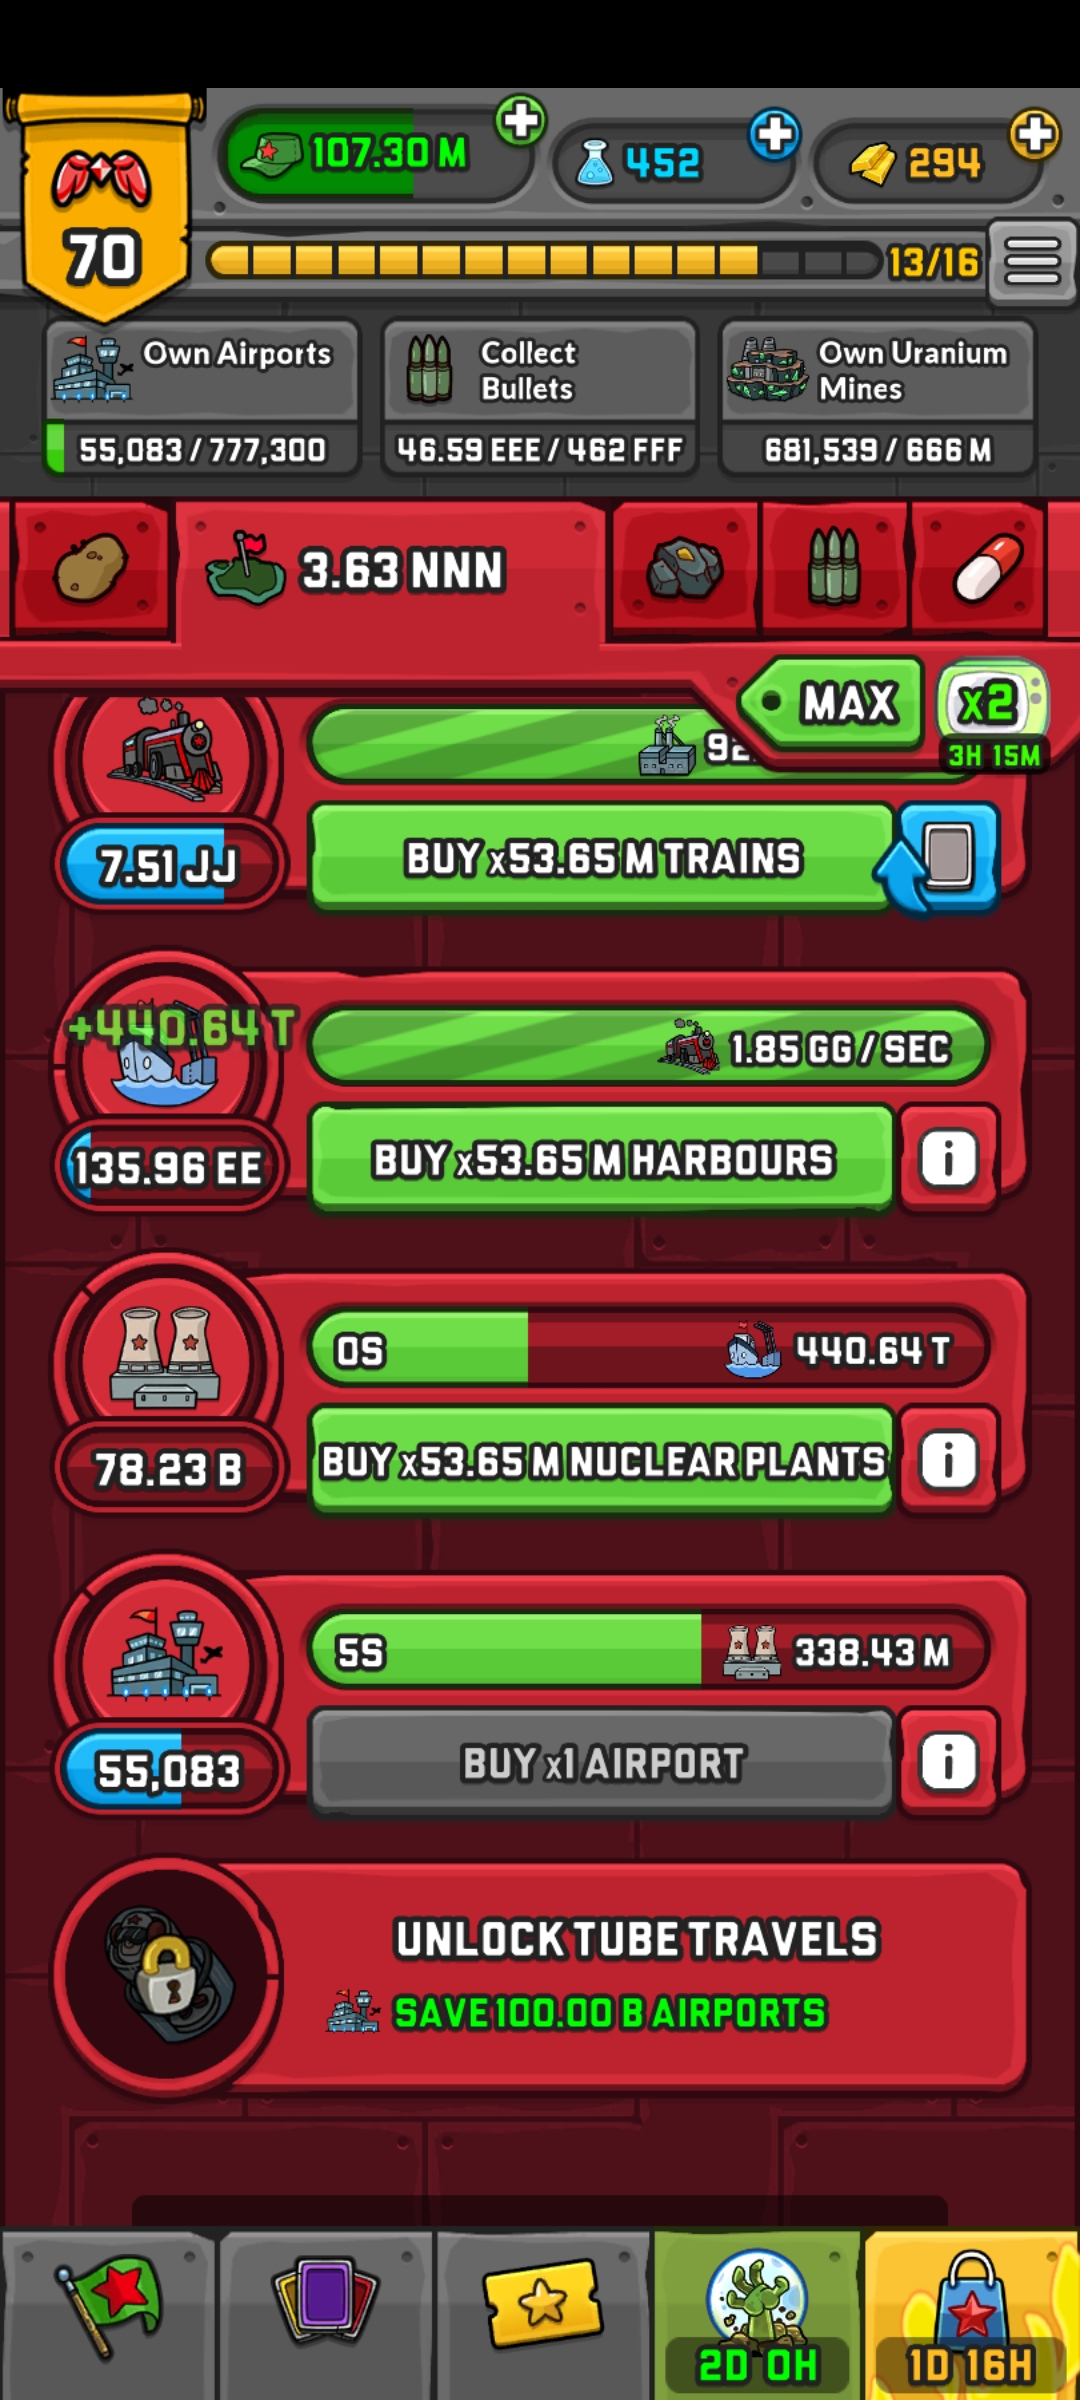 107.30 M
452
294
70
13/16
Own Airports
55,083 / 777,300
Collect
Bullets
46.59 EEE / 462 FFF
Own Uranium
Mines
681,539 / 666 M
3.63 NNN
MAX
x2
3H 15M
7.51 JJ
BUY x53.65 M TRAINS
+440.64 T
1.85 GG / SEC
135.96 EE
BUY x53.65 M HARBOURS
0S
440.64 T
78.23 B
BUY x53.65 M NUCLEAR PLANTS
5S
338.43 M
55,083
BUY x1 AIRPORT
UNLOCK TUBE TRAVELS
SAVE 100.00 B AIRPORTS
2D 0H
1D 16H